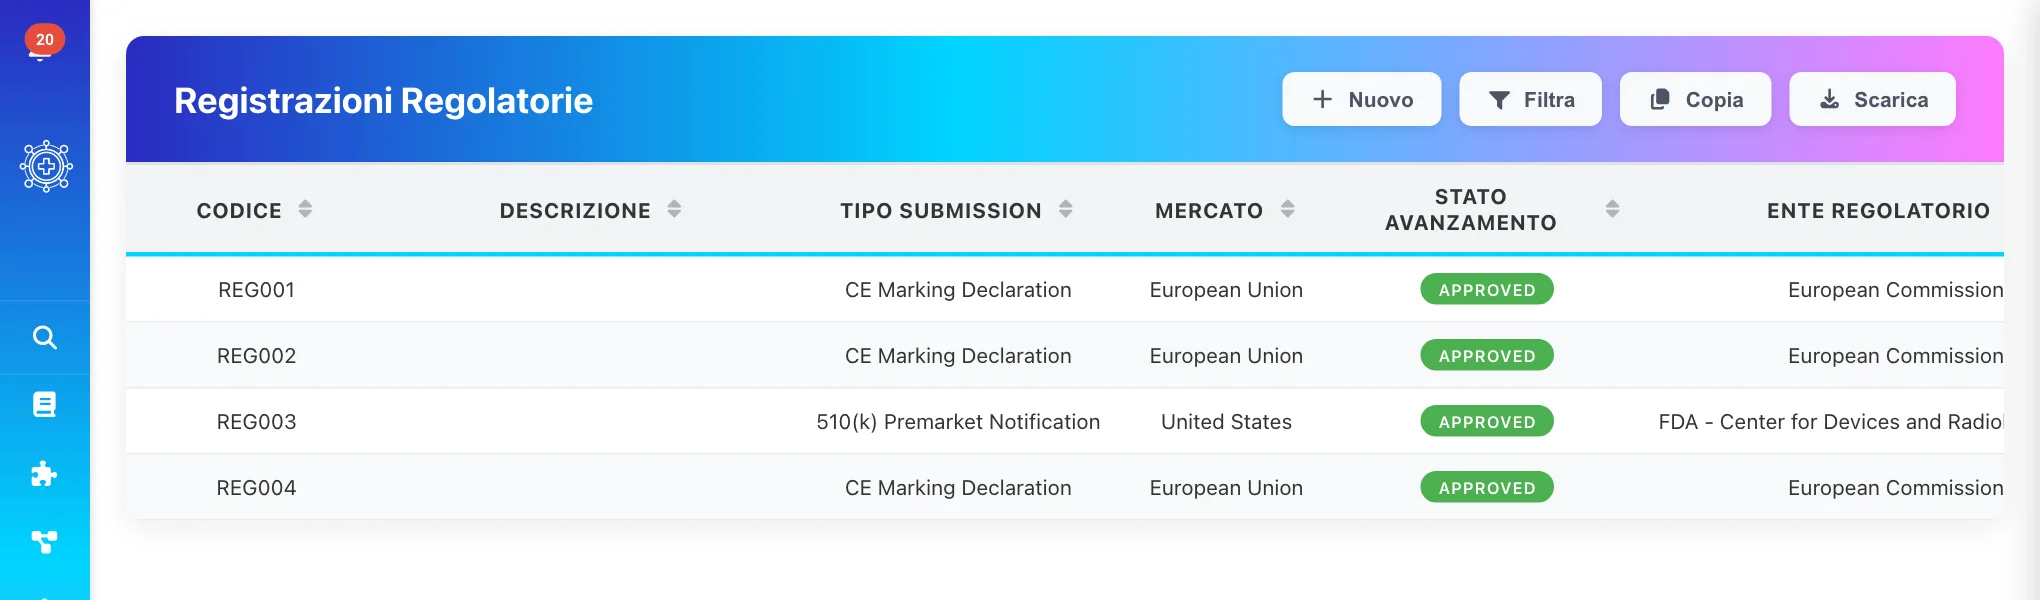 20
Registrazioni Regolatorie
Nuovo
Filtra
Copia
Scarica
CODICE DESCRIZIONE TIPO SUBMISSION MERCATO STATO AVANZAMENTO ENTE REGOLATORIO
REG001 CE Marking Declaration European Union APPROVED European Commission
REG002 CE Marking Declaration European Union APPROVED European Commission
REG003 510(k) Premarket Notification United States APPROVED FDA - Center for Devices and Radiol
REG004 CE Marking Declaration European Union APPROVED European Commission